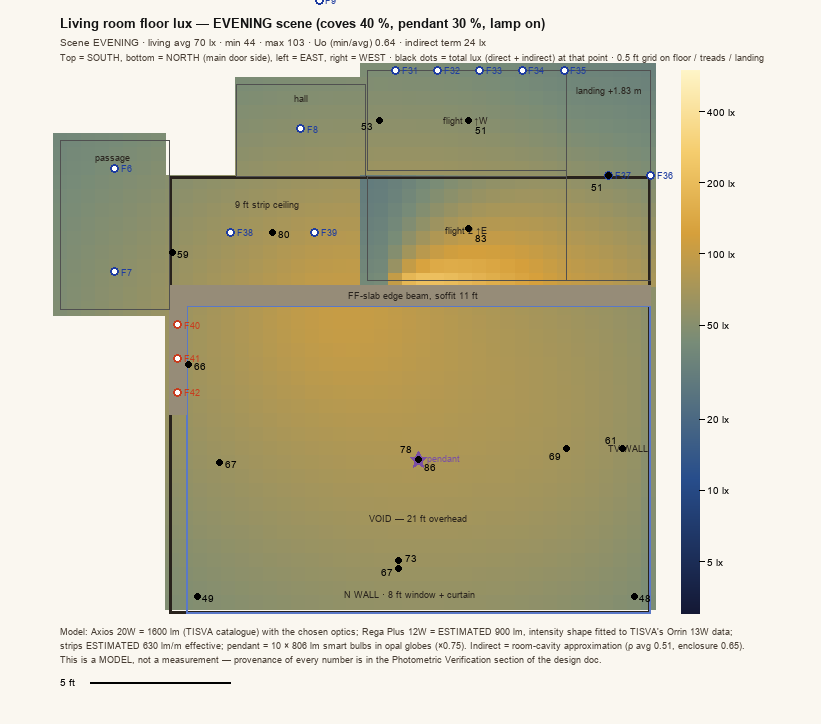 F9
Living room floor lux — EVENING scene (coves 40 %, pendant 30 %, lamp on)
Scene EVENING · living avg 70 lx · min 44 · max 103 · Uo (min/avg) 0.64 · indirect term 24 lx
Top = SOUTH, bottom = NORTH (main door side), left = EAST, right = WEST · black dots = total lux (direct + indirect) at that point · 0.5 ft grid on floor / treads / landing
F31 F32 F33 F34 F35
landing +1.83 m
hall
400 lx
53
flight ↑W
51
F8
passage
F6
F37 F36
51
200 lx
9 ft strip ceiling
F38 80 F39
flight 2 ↑E
83
59
100 lx
F7
FF-slab edge beam, soffit 11 ft
F40
50 lx
F41
66
F42
20 lx
61
TV WALL
78
69
pendant
67
86
10 lx
VOID — 21 ft overhead
73
5 lx
67
N WALL · 8 ft window + curtain
49
48
Model: Axios 20W = 1600 lm (TISVA catalogue) with the chosen optics; Rega Plus 12W = ESTIMATED 900 lm, intensity shape fitted to TISVA's Orrin 13W data;
strips ESTIMATED 630 lm/m effective; pendant = 10 × 806 lm smart bulbs in opal globes (×0.75). Indirect = room-cavity approximation (ρ avg 0.51, enclosure 0.65).
This is a MODEL, not a measurement — provenance of every number is in the Photometric Verification section of the design doc.
5 ft